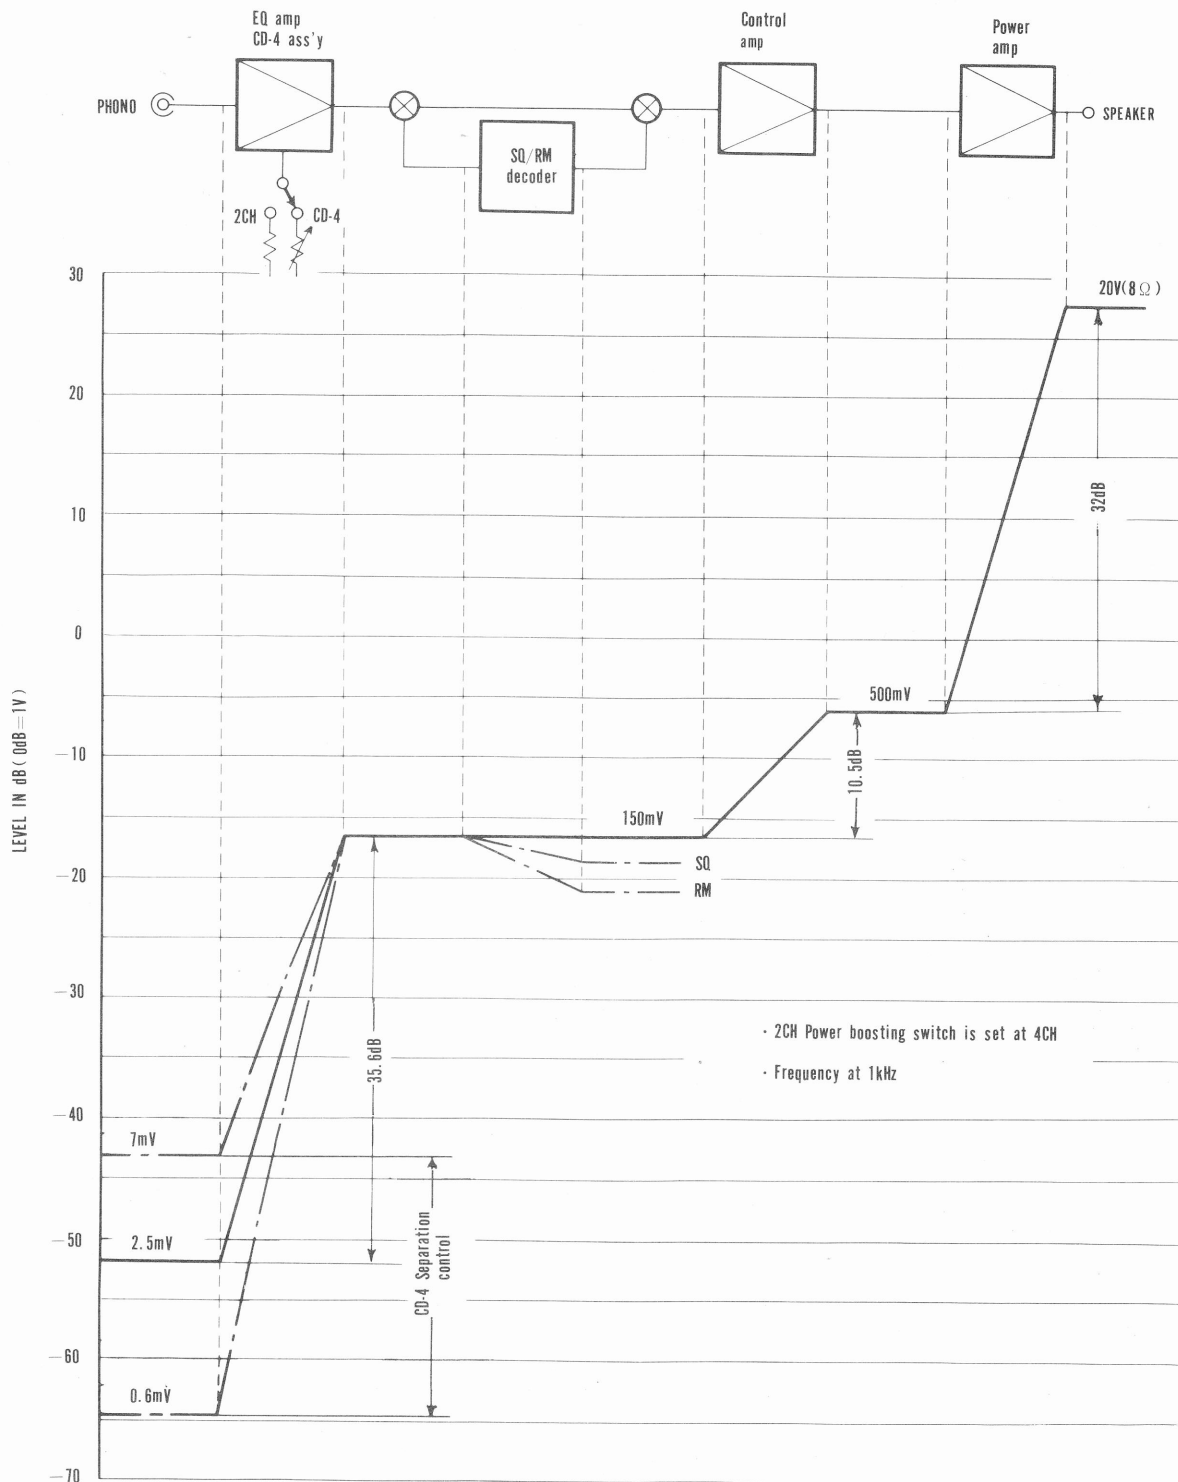 EQ amp
CD-4 ass'y
Control
amp
Power
amp
PHONO
SPEAKER
SQ/RM
decoder
2CH
CD-4
30
20V(8Ω)
20
32dB
10
0
LEVEL IN dB (0dB=1V)
500mV
-10
10.5dB
150mV
SQ
-20
RM
-30
· 2CH Power boosting switch is set at 4CH
35.6dB
· Frequency at 1kHz
-40
7mV
-50
2.5mV
CD-4 Separation
control
-60
0.6mV
-70